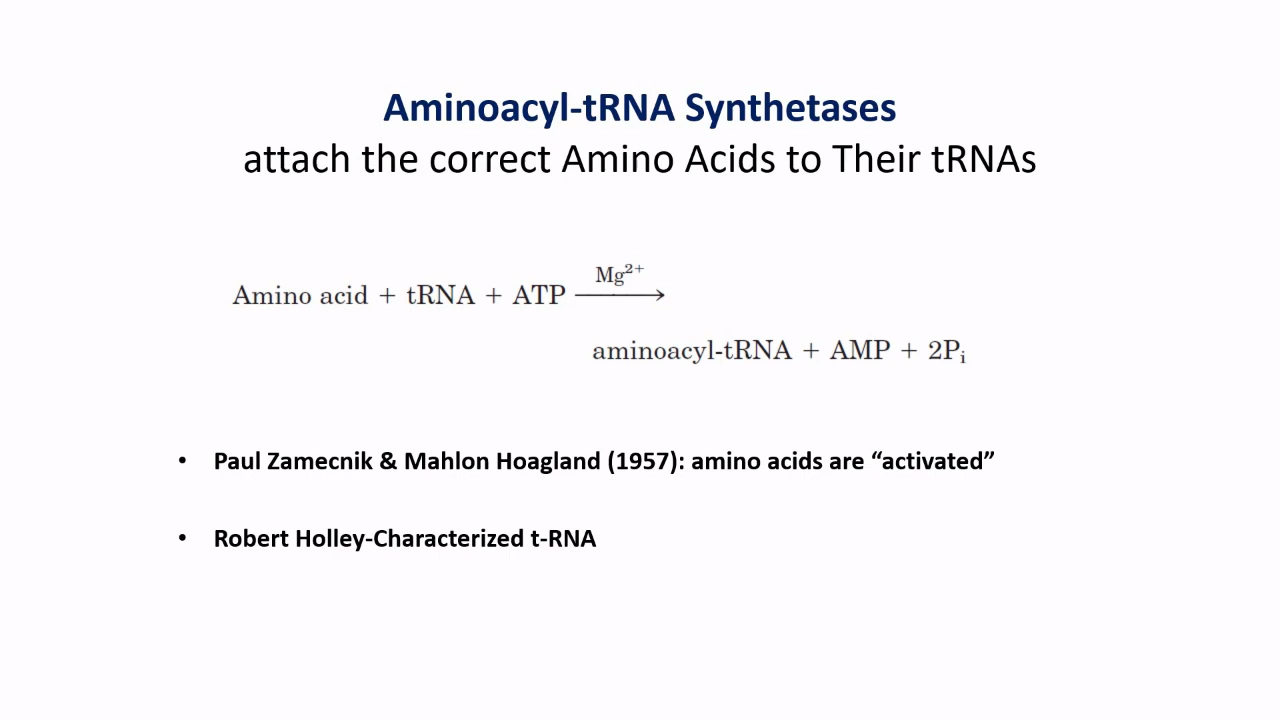 Aminoacyl-tRNA Synthetases
attach the correct Amino Acids to Their tRNAs
Mg²⁺
Amino acid + tRNA + ATP ⟶
aminoacyl-tRNA + AMP + 2Pᵢ
• Paul Zamecnik & Mahlon Hoagland (1957): amino acids are “activated”
• Robert Holley-Characterized t-RNA